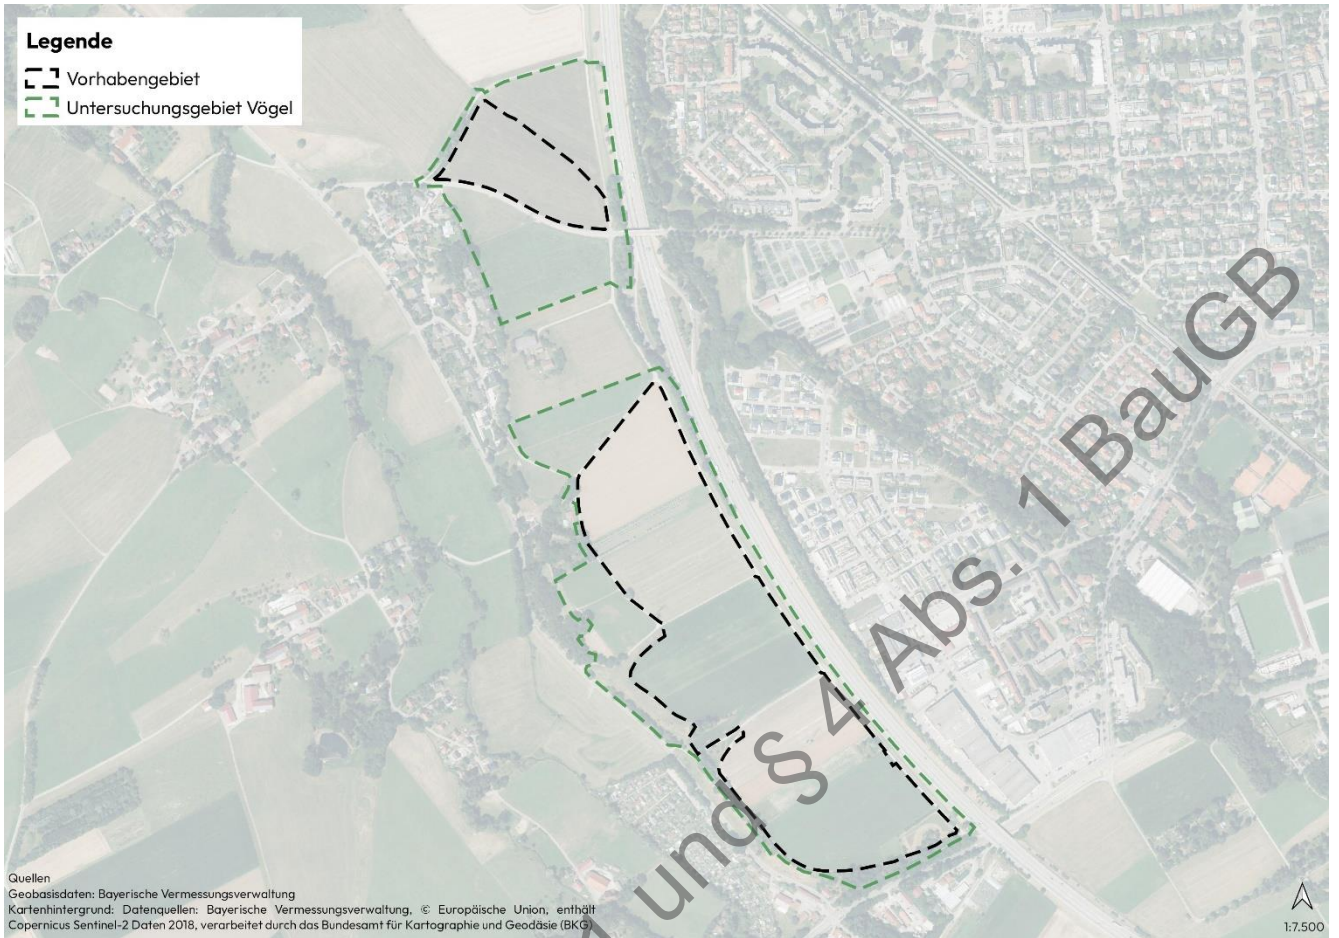 Legende
Vorhabengebiet
Untersuchungsgebiet Vögel
und § 4 Abs. 1 BauGB
Quellen
Geobasisdaten: Bayerische Vermessungsverwaltung
Kartenhintergrund: Datenquellen: Bayerische Vermessungsverwaltung, © Europäische Union, enthält
Copernicus Sentinel-2 Daten 2018, verarbeitet durch das Bundesamt für Kartographie und Geodäsie (BKG)
1:7.500